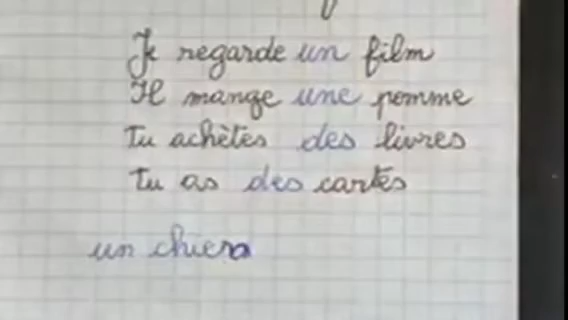 Je regarde un film
Il mange une pomme
Tu achètes des livres
Tu as des cartes
un chien